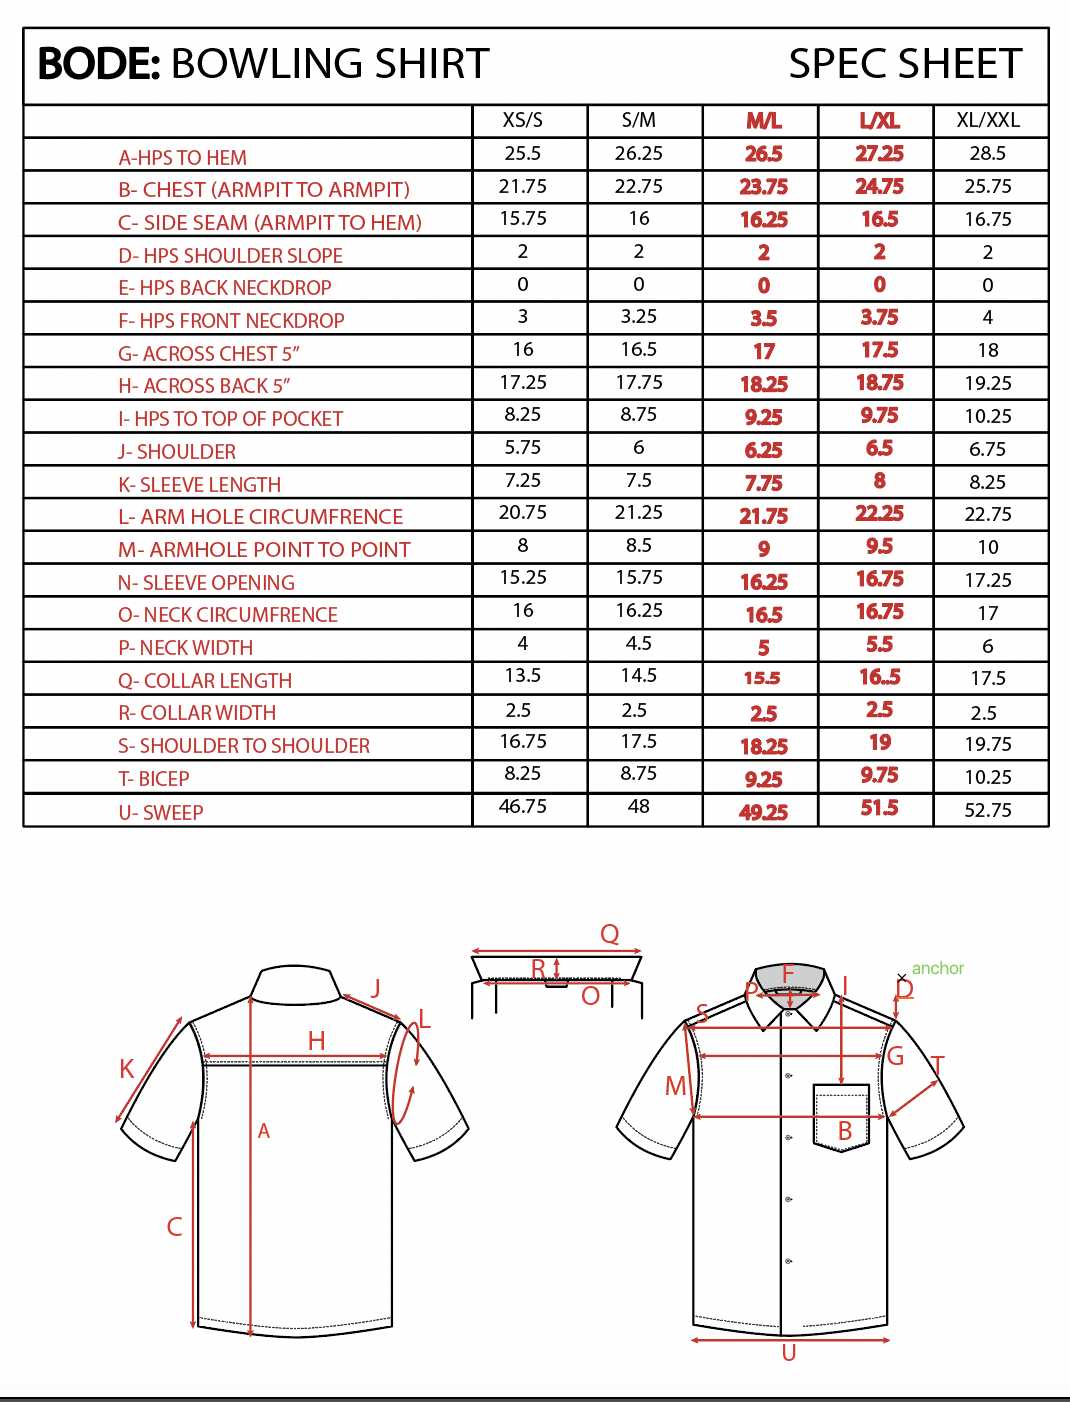 BODE: BOWLING SHIRT SPEC SHEET
XS/S S/M M/L L/XL XL/XXL
A-HPS TO HEM 25.5 26.25 26.5 27.25 28.5
B- CHEST (ARMPIT TO ARMPIT) 21.75 22.75 23.75 24.75 25.75
C- SIDE SEAM (ARMPIT TO HEM) 15.75 16 16.25 16.5 16.75
D- HPS SHOULDER SLOPE 2 2 2 2 2
E- HPS BACK NECKDROP 0 0 0 0 0
F- HPS FRONT NECKDROP 3 3.25 3.5 3.75 4
G- ACROSS CHEST 5” 16 16.5 17 17.5 18
H- ACROSS BACK 5” 17.25 17.75 18.25 18.75 19.25
I- HPS TO TOP OF POCKET 8.25 8.75 9.25 9.75 10.25
J- SHOULDER 5.75 6 6.25 6.5 6.75
K- SLEEVE LENGTH 7.25 7.5 7.75 8 8.25
L- ARM HOLE CIRCUMFRENCE 20.75 21.25 21.75 22.25 22.75
M- ARMHOLE POINT TO POINT 8 8.5 9 9.5 10
N- SLEEVE OPENING 15.25 15.75 16.25 16.75 17.25
O- NECK CIRCUMFRENCE 16 16.25 16.5 16.75 17
P- NECK WIDTH 4 4.5 5 5.5 6
Q- COLLAR LENGTH 13.5 14.5 15.5 16..5 17.5
R- COLLAR WIDTH 2.5 2.5 2.5 2.5 2.5
S- SHOULDER TO SHOULDER 16.75 17.5 18.25 19 19.75
T- BICEP 8.25 8.75 9.25 9.75 10.25
U- SWEEP 46.75 48 49.25 51.5 52.75
Q
R
O
J
L
H
K
A
C
anchor
F
I
D
P
S
G
T
M
B
U